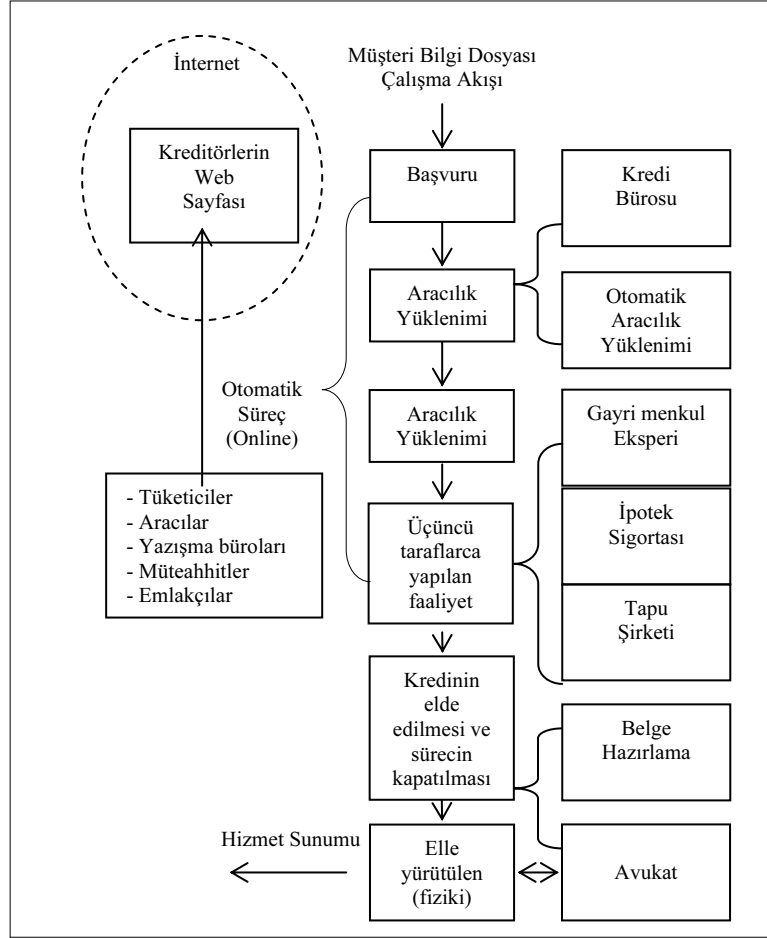 İnternet
Kreditörlerin
Web
Sayfası
Otomatik
Süreç
(Online)
- Tüketiciler
- Aracılar
- Yazışma büroları
- Müteahhitler
- Emlakçılar
Müşteri Bilgi Dosyası
Çalışma Akışı
Başvuru
Aracılık
Yüklenimi
Aracılık
Yüklenimi
Üçüncü
taraflarca
yapılan
faaliyet
Kredinin
elde
edilmesi ve
sürecin
kapatılması
Elle
yürütülen
(fiziki)
Hizmet Sunumu
Kredi
Bürosu
Otomatik
Aracılık
Yüklenimi
Gayri menkul
Eksperi
İpotek
Sigortası
Tapu
Şirketi
Belge
Hazırlama
Avukat